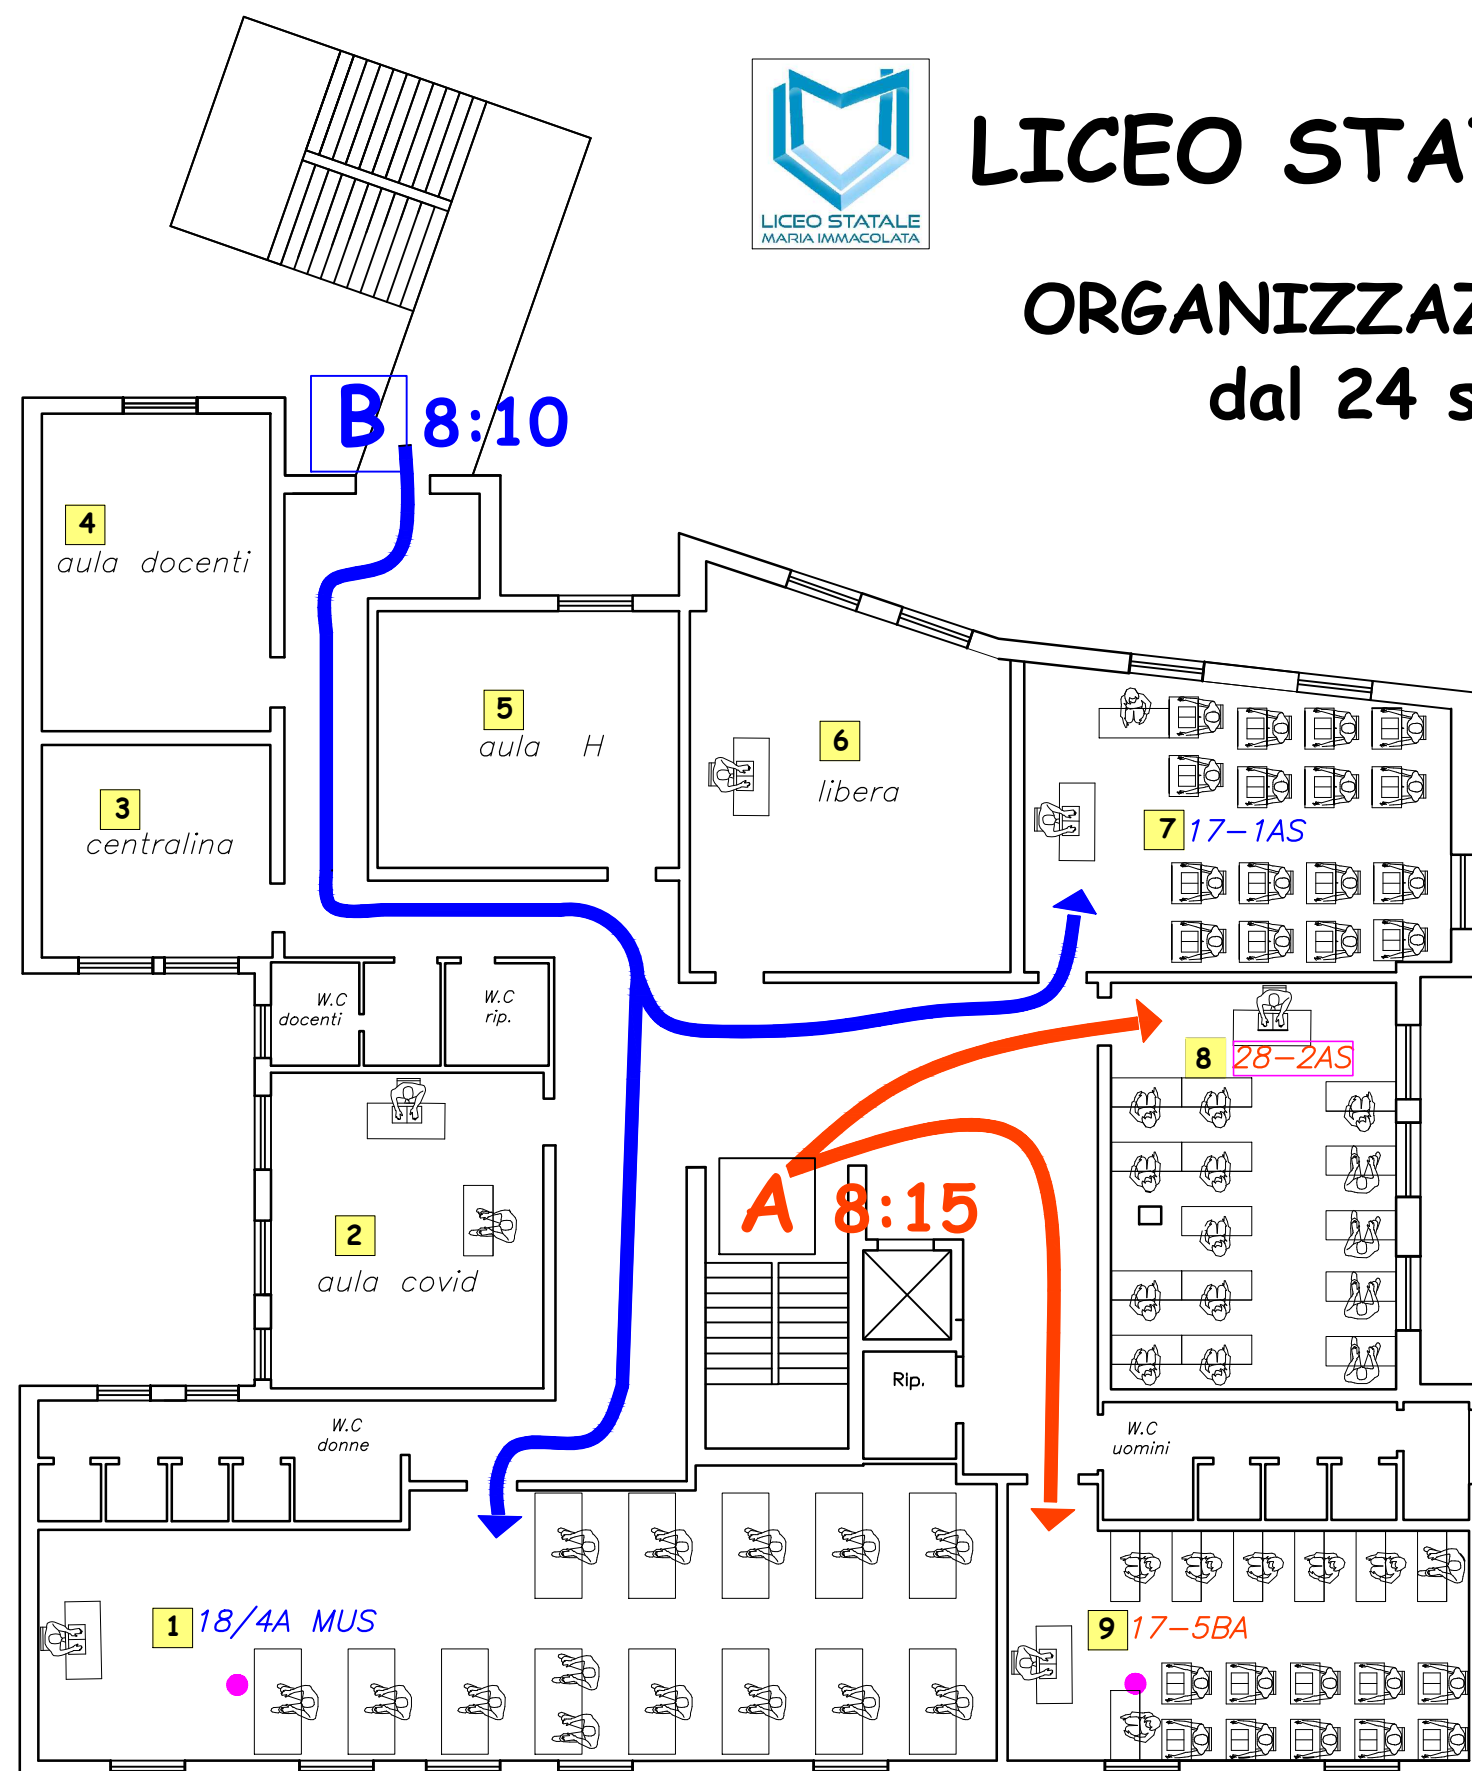 LICEO STATALE
MARIA IMMACOLATA
LICEO STA
ORGANIZZAZ
dal 24 s
B 8:10
4
aula docenti
5
aula H
6
libera
7 17-1AS
3
centralina
W.C
docenti
W.C
rip.
8 28-2AS
A 8:15
2
aula covid
Rip.
W.C
donne
W.C
uomini
1 18/4A MUS
9 17-5BA